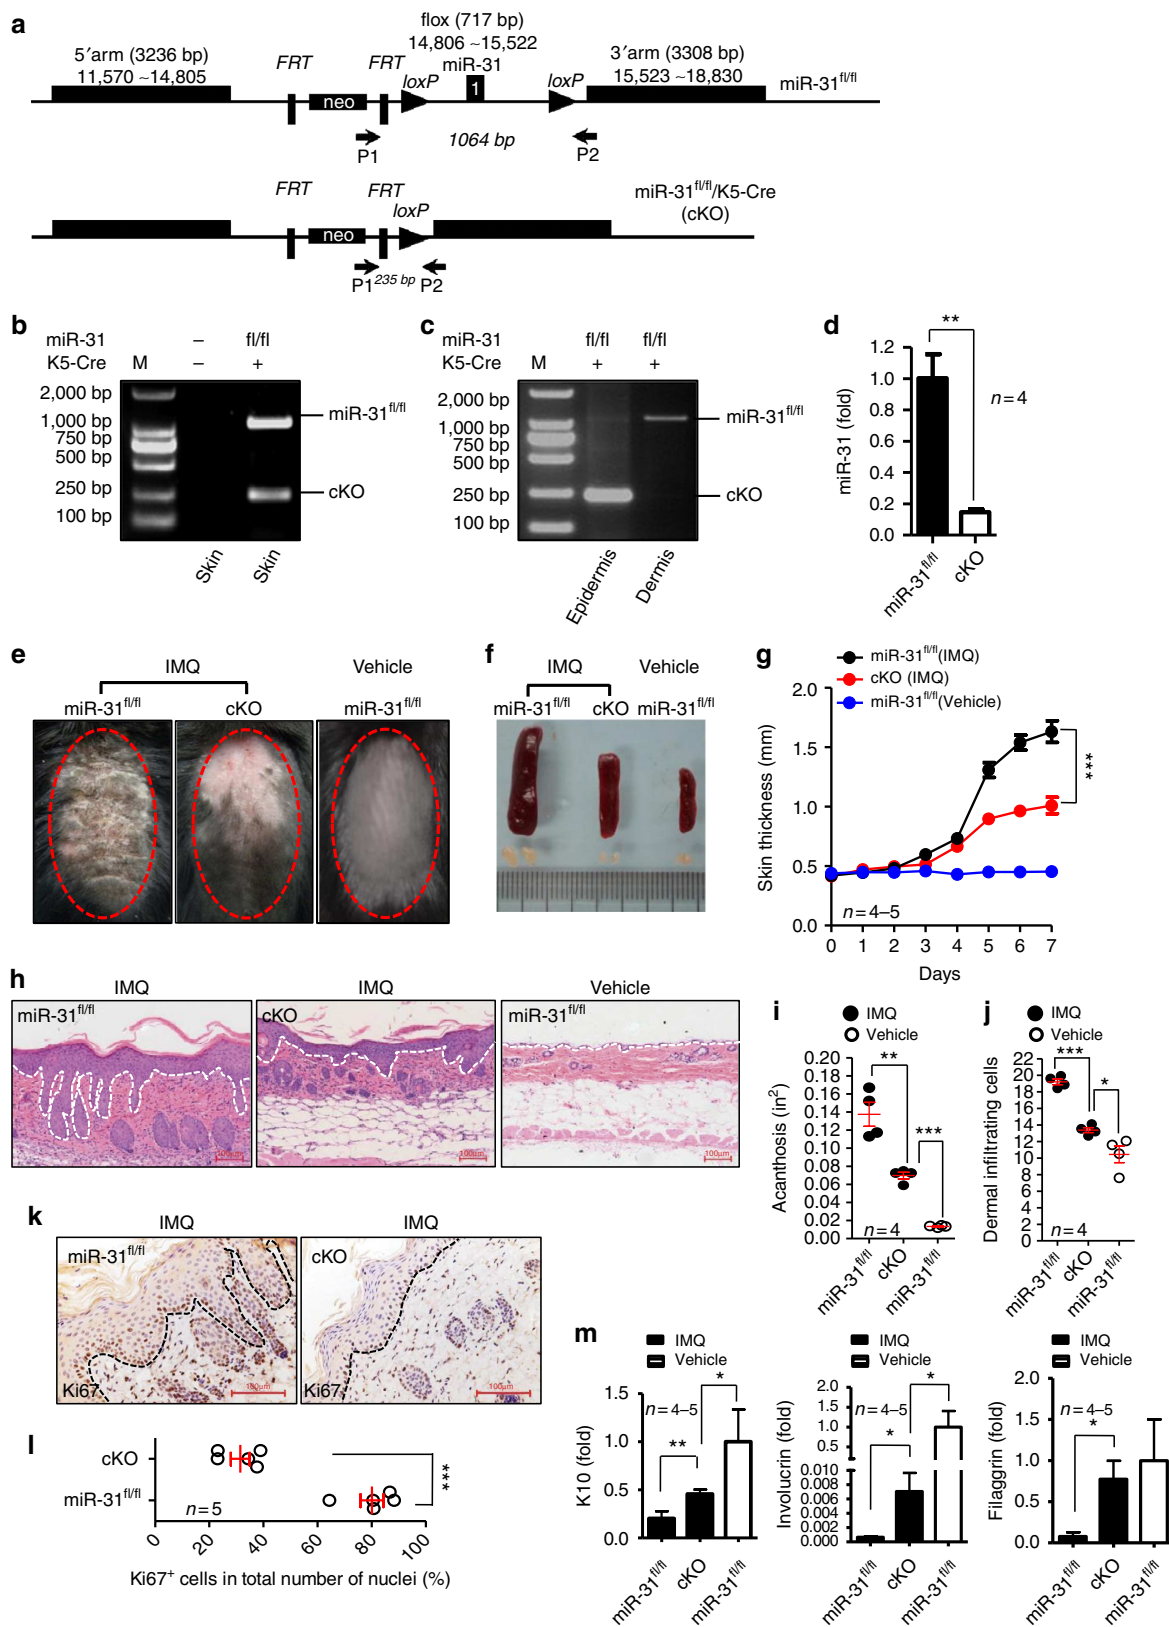 a
flox (717 bp)
5′arm (3236 bp) 14,806 ~15,522 3′arm (3308 bp)
11,570 ~14,805 FRT FRT miR-31 15,523 ~18,830
loxP loxP
neo 1 miR-31fl/fl
P1 1064 bp P2
FRT FRT miR-31fl/fl/K5-Cre
loxP (cKO)
neo
P1 235 bp P2
b
miR-31 – fl/fl
K5-Cre M – +
2,000 bp
1,000 bp
750 bp
500 bp
250 bp
100 bp
miR-31fl/fl
cKO
Skin Skin
c
miR-31 fl/fl fl/fl
K5-Cre M + +
2,000 bp
1,000 bp
750 bp
500 bp
250 bp
100 bp
miR-31fl/fl
cKO
Epidermis Dermis
d
**
n = 4
miR-31 (fold)
1.2
1.0
0.8
0.6
0.4
0.2
0.0
miR-31fl/fl cKO
e
IMQ Vehicle
miR-31fl/fl cKO miR-31fl/fl
f
IMQ Vehicle
miR-31fl/fl cKO miR-31fl/fl
g
miR-31fl/fl(IMQ)
cKO (IMQ)
miR-31fl/fl(Vehicle)
Skin thickness (mm)
2.0
1.5
1.0
0.5
0.0
***
n = 4–5
0 1 2 3 4 5 6 7
Days
h
IMQ IMQ Vehicle
miR-31fl/fl cKO miR-31fl/fl
100μm 100μm 100μm
i
IMQ
Vehicle
Acanthosis (in2)
0.20
0.18
0.16
0.14
0.12
0.10
0.08
0.06
0.04
0.02
0.00
** ***
n = 4
miR-31fl/fl cKO miR-31fl/fl
j
IMQ
Vehicle
Dermal infiltrating cells
22
20
18
16
14
12
10
8
6
4
2
0
*** *
n = 4
miR-31fl/fl cKO miR-31fl/fl
k
IMQ IMQ
miR-31fl/fl cKO
Ki67 Ki67
100μm 100μm
l
cKO
miR-31fl/fl
***
n = 5
0 20 40 60 80 100
Ki67+ cells in total number of nuclei (%)
m
IMQ
Vehicle
K10 (fold)
1.5
1.0
0.5
0.0
n = 4–5
** *
miR-31fl/fl cKO miR-31fl/fl
IMQ
Vehicle
Involucrin (fold)
2.0
1.5
1.0
0.5
0.010
0.008
0.006
0.004
0.002
0.000
n = 4–5
* *
miR-31fl/fl cKO miR-31fl/fl
IMQ
Vehicle
Filaggrin (fold)
2.0
1.5
1.0
0.5
0.0
n = 4–5
*
miR-31fl/fl cKO miR-31fl/fl